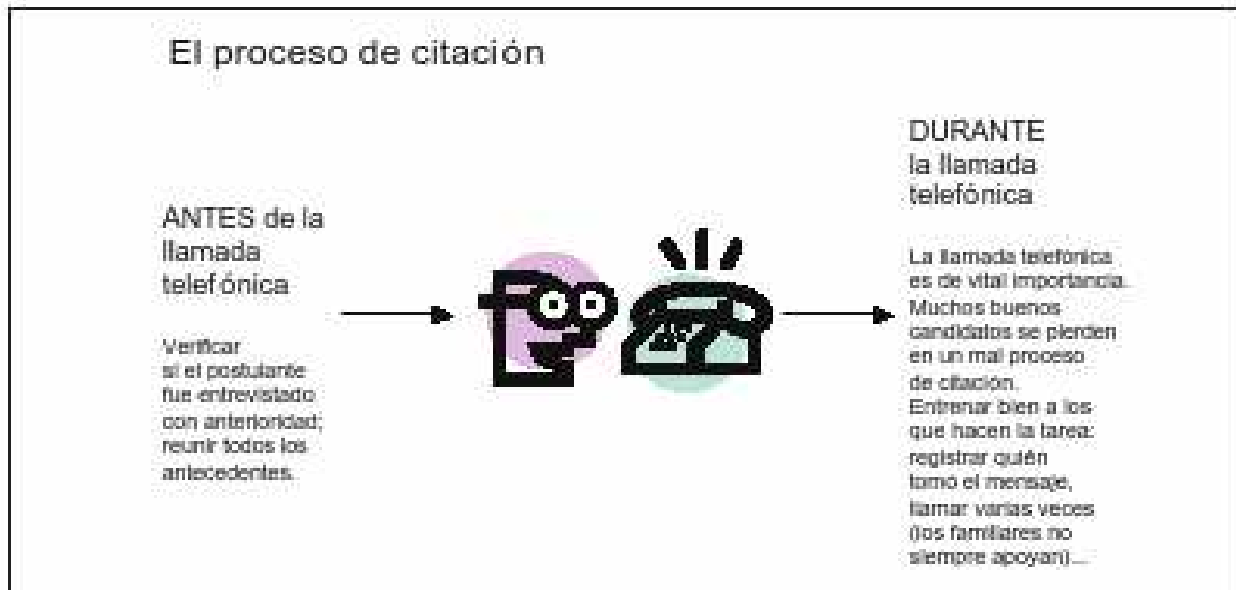 El proceso de citación
ANTES de la
llamada
telefónica
Verificar
si el postulante
fue entrevistado
con anterioridad;
reunir todos los
antecedentes.
DURANTE
la llamada
telefónica
La llamada telefónica
es de vital importancia.
Muchos buenos
candidatos se pierden
en un mal proceso
de citación.
Entrenar bien a los
que hacen la tarea:
registrar quién
tomó el mensaje,
llamar varias veces
(los familiares no
siempre apoyan)...